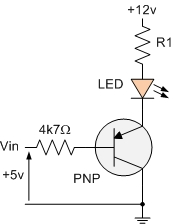 +12v
R1
LED
4k7Ω
Vin
+5v
PNP